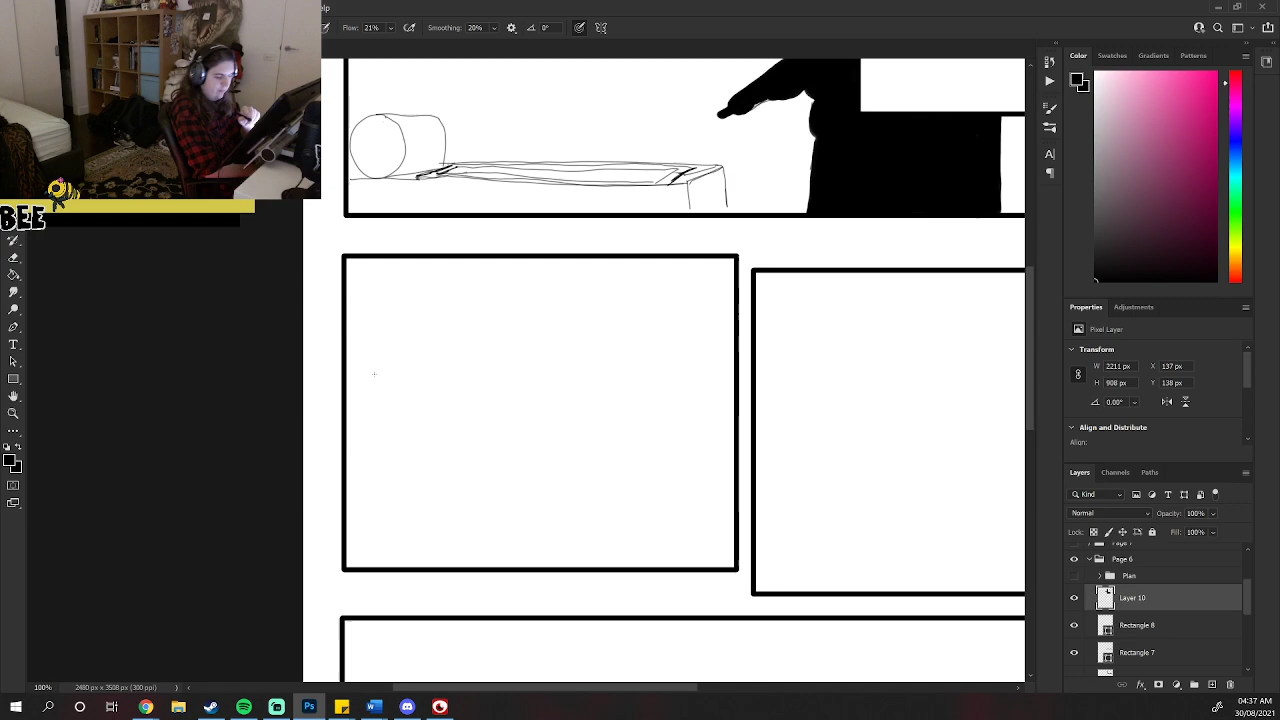 elp
Flow: 21%
Smoothing: 20%
0°
BEE
Color
Swatches
Gradients
Patterns
Properties
Adjustments
Pixel Layer
Transform
W 2211 px
X 137 px
H 908 px
Y 138 px
0.00°
Align and Distribute
Align:
Layers
Channels
Paths
Kind
Normal
Opacity: 100%
Lock:
Fill: 100%
Page 6
Plan
Layer 10
Rectangle 8
Rectangle 7
100%
2480 px x 3508 px (300 ppi)
04:37 AM
30/08/2021